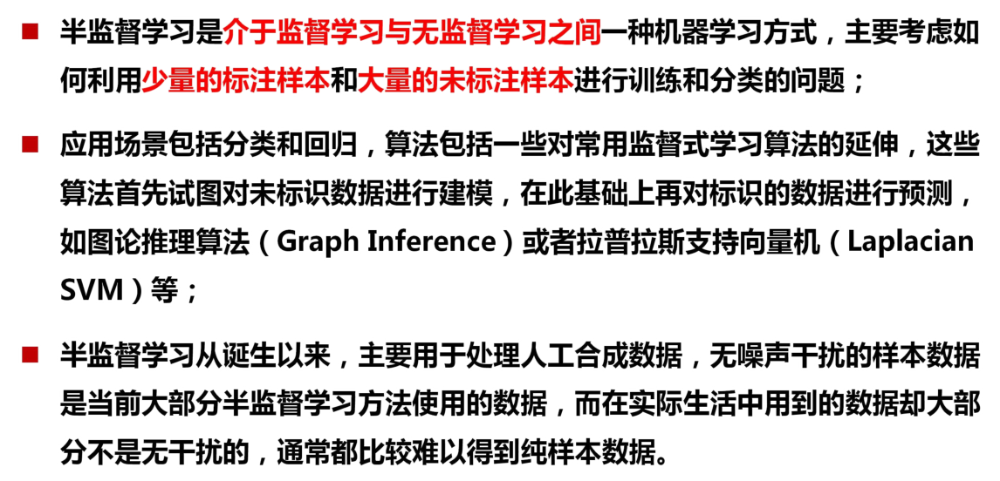 半监督学习是介于监督学习与无监督学习之间一种机器学习方式，主要考虑如
何利用少量的标注样本和大量的未标注样本进行训练和分类的问题；
应用场景包括分类和回归，算法包括一些对常用监督式学习算法的延伸，这些
算法首先试图对未标识数据进行建模，在此基础上再对标识的数据进行预测，
如图论推理算法（Graph Inference）或者拉普拉斯支持向量机（Laplacian
SVM）等；
半监督学习从诞生以来，主要用于处理人工合成数据，无噪声干扰的样本数据
是当前大部分半监督学习方法使用的数据，而在实际生活中用到的数据却大部
分不是无干扰的，通常都比较难以得到纯样本数据。